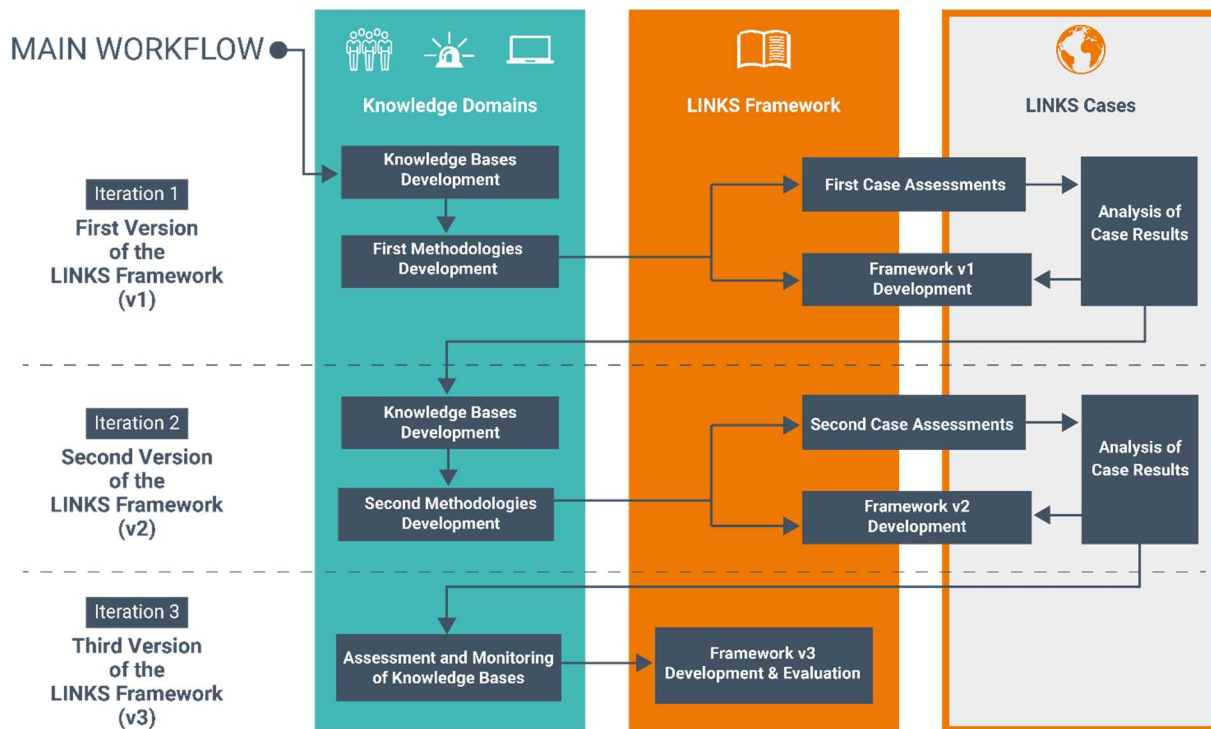 MAIN WORKFLOW
Knowledge Domains
LINKS Framework
LINKS Cases
Iteration 1
First Version
of the
LINKS Framework
(v1)
Knowledge Bases
Development
First Methodologies
Development
First Case Assessments
Framework v1
Development
Analysis of
Case Results
Iteration 2
Second Version
of the
LINKS Framework
(v2)
Knowledge Bases
Development
Second Methodologies
Development
Second Case Assessments
Framework v2
Development
Analysis of
Case Results
Iteration 3
Third Version
of the
LINKS Framework
(v3)
Assessment and Monitoring
of Knowledge Bases
Framework v3
Development & Evaluation